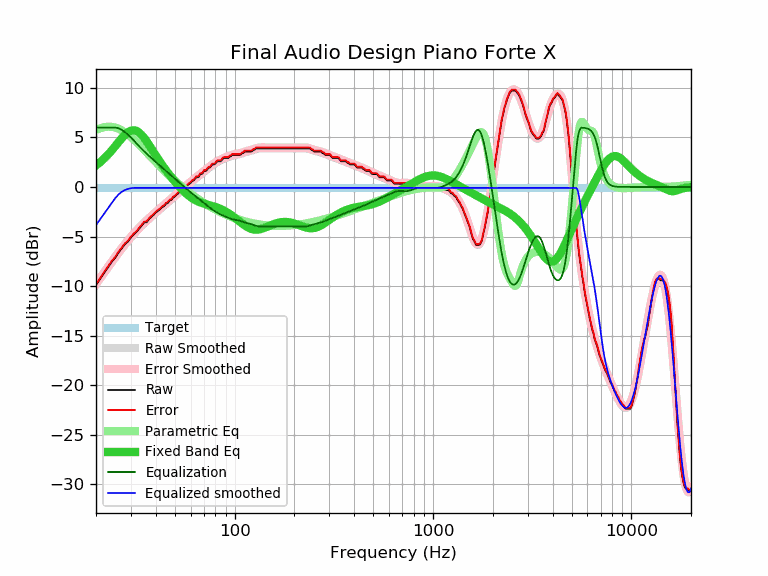 Final Audio Design Piano Forte X
10
5
0
−5
−10
−15
−20
−25
−30
Amplitude (dBr)
Target
Raw Smoothed
Error Smoothed
Raw
Error
Parametric Eq
Fixed Band Eq
Equalization
Equalized smoothed
100
1000
10000
Frequency (Hz)